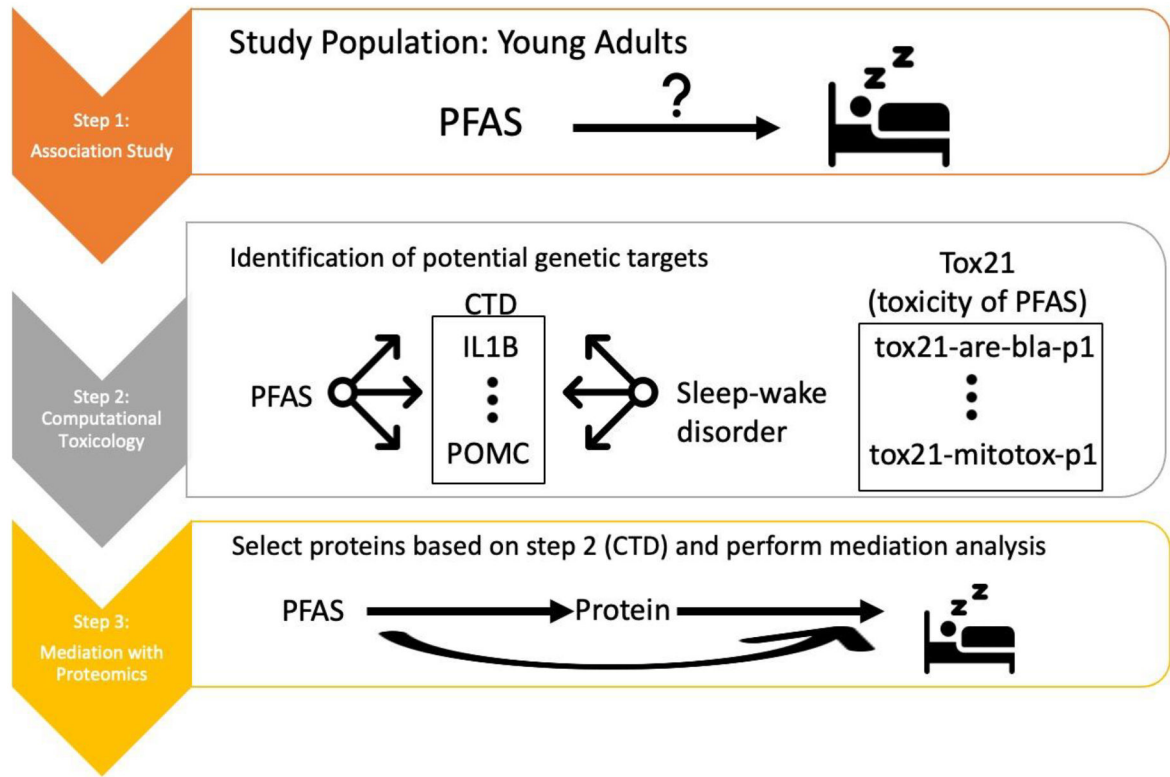 Step 1:
Association Study
Study Population: Young Adults
PFAS
?
z
z
Step 2:
Computational
Toxicology
Identification of potential genetic targets
CTD
IL1B
POMC
PFAS
Sleep-wake
disorder
Tox21
(toxicity of PFAS)
tox21-are-bla-p1
tox21-mitotox-p1
Step 3:
Mediation with
Proteomics
Select proteins based on step 2 (CTD) and perform mediation analysis
PFAS
Protein
z
z